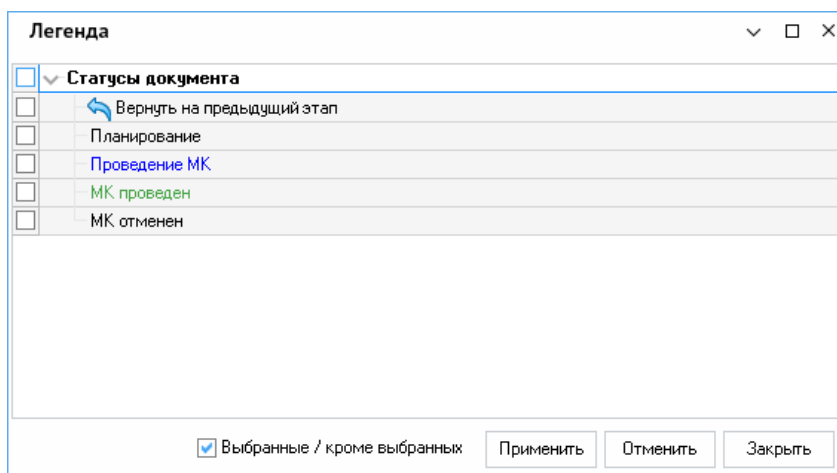 Легенда
Статусы документа
Вернуть на предыдущий этап
Планирование
Проведение МК
МК проведен
МК отменен
Выбранные / кроме выбранных Применить Отменить Закрыть